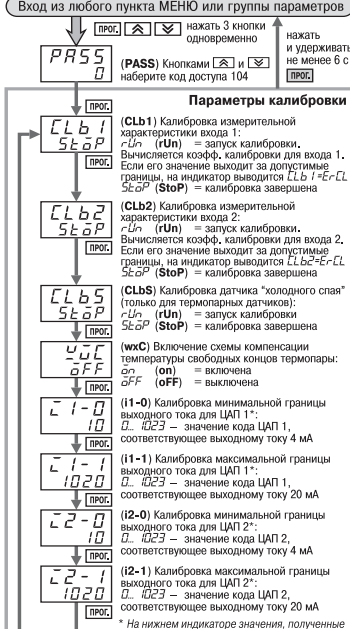 Вход из любого пункта МЕНЮ или группы параметров
ПРОГ. нажать 3 кнопки
одновременно
нажать
и удерживать
не менее 6 с
ПРОГ.
PASS
0
(PASS) Кнопками и
наберите код доступа 104
ПРОГ.
Параметры калибровки
CLb1
StoP
ПРОГ.
(CLb1) Калибровка измерительной
характеристики входа 1:
rUn (rUn) = запуск калибровки.
Вычисляется коэфф. калибровки для входа 1.
Если его значение выходит за допустимые
границы, на индикатор выводится CLb1=ErCL
StoP (StoP) = калибровка завершена
CLb2
StoP
ПРОГ.
(CLb2) Калибровка измерительной
характеристики входа 2:
rUn (rUn) = запуск калибровки.
Вычисляется коэфф. калибровки для входа 2.
Если его значение выходит за допустимые
границы, на индикатор выводится CLb2=ErCL
StoP (StoP) = калибровка завершена
CLbS
StoP
ПРОГ.
(CLbS) Калибровка датчика "холодного спая"
(только для термопарных датчиков):
rUn (rUn) = запуск калибровки
StoP (StoP) = калибровка завершена
oFF
ПРОГ.
(wxC) Включение схемы компенсации
температуры свободных концов термопары:
on (on) = включена
oFF (oFF) = выключена
i1-0
10
ПРОГ.
(i1-0) Калибровка минимальной границы
выходного тока для ЦАП 1*:
0... 1023 — значение кода ЦАП 1,
соответствующее выходному току 4 мА
i1-1
1020
ПРОГ.
(i1-1) Калибровка максимальной границы
выходного тока для ЦАП 1*:
0... 1023 — значение кода ЦАП 1,
соответствующее выходному току 20 мА
i2-0
10
ПРОГ.
(i2-0) Калибровка минимальной границы
выходного тока для ЦАП 2*:
0... 1023 — значение кода ЦАП 2,
соответствующее выходному току 4 мА
i2-1
1020
ПРОГ.
(i2-1) Калибровка максимальной границы
выходного тока для ЦАП 2*:
0... 1023 — значение кода ЦАП 2,
соответствующее выходному току 20 мА
* На нижнем индикаторе значения, полученные